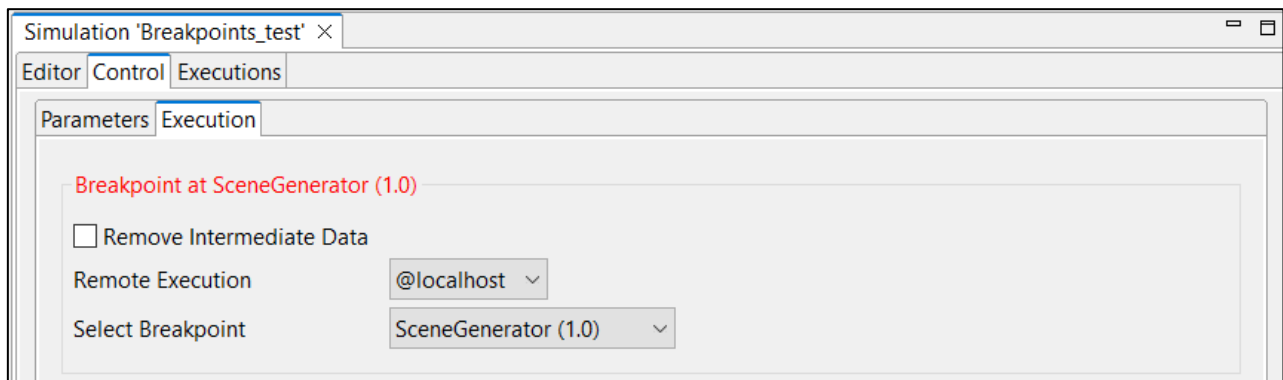 Simulation 'Breakpoints_test'
Editor Control Executions
Parameters Execution
Breakpoint at SceneGenerator (1.0)
Remove Intermediate Data
Remote Execution @localhost
Select Breakpoint SceneGenerator (1.0)